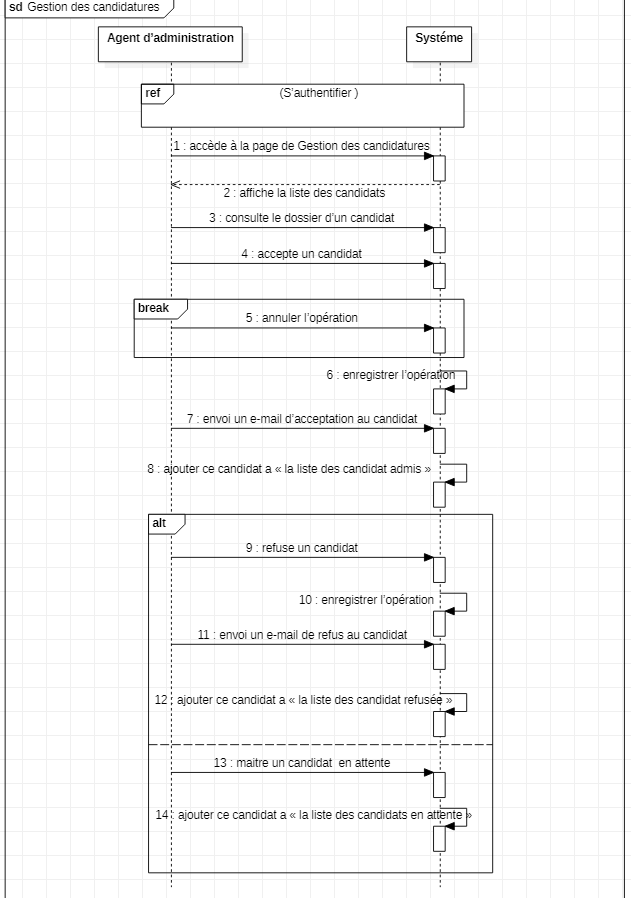 sd Gestion des candidatures
Agent d'administration
Systéme
ref
(S'authentifier )
1 : accède à la page de Gestion des candidatures
2 : affiche la liste des candidats
3 : consulte le dossier d'un candidat
4 : accepte un candidat
break
5 : annuler l'opération
6 : enregistrer l'opération
7 : envoi un e-mail d'acceptation au candidat
8 : ajouter ce candidat a « la liste des candidat admis »
alt
9 : refuse un candidat
10 : enregistrer l'opération
11 : envoi un e-mail de refus au candidat
12 : ajouter ce candidat a « la liste des candidat refusée »
13 : maitre un candidat  en attente
14 : ajouter ce candidat a « la liste des candidats en attente »